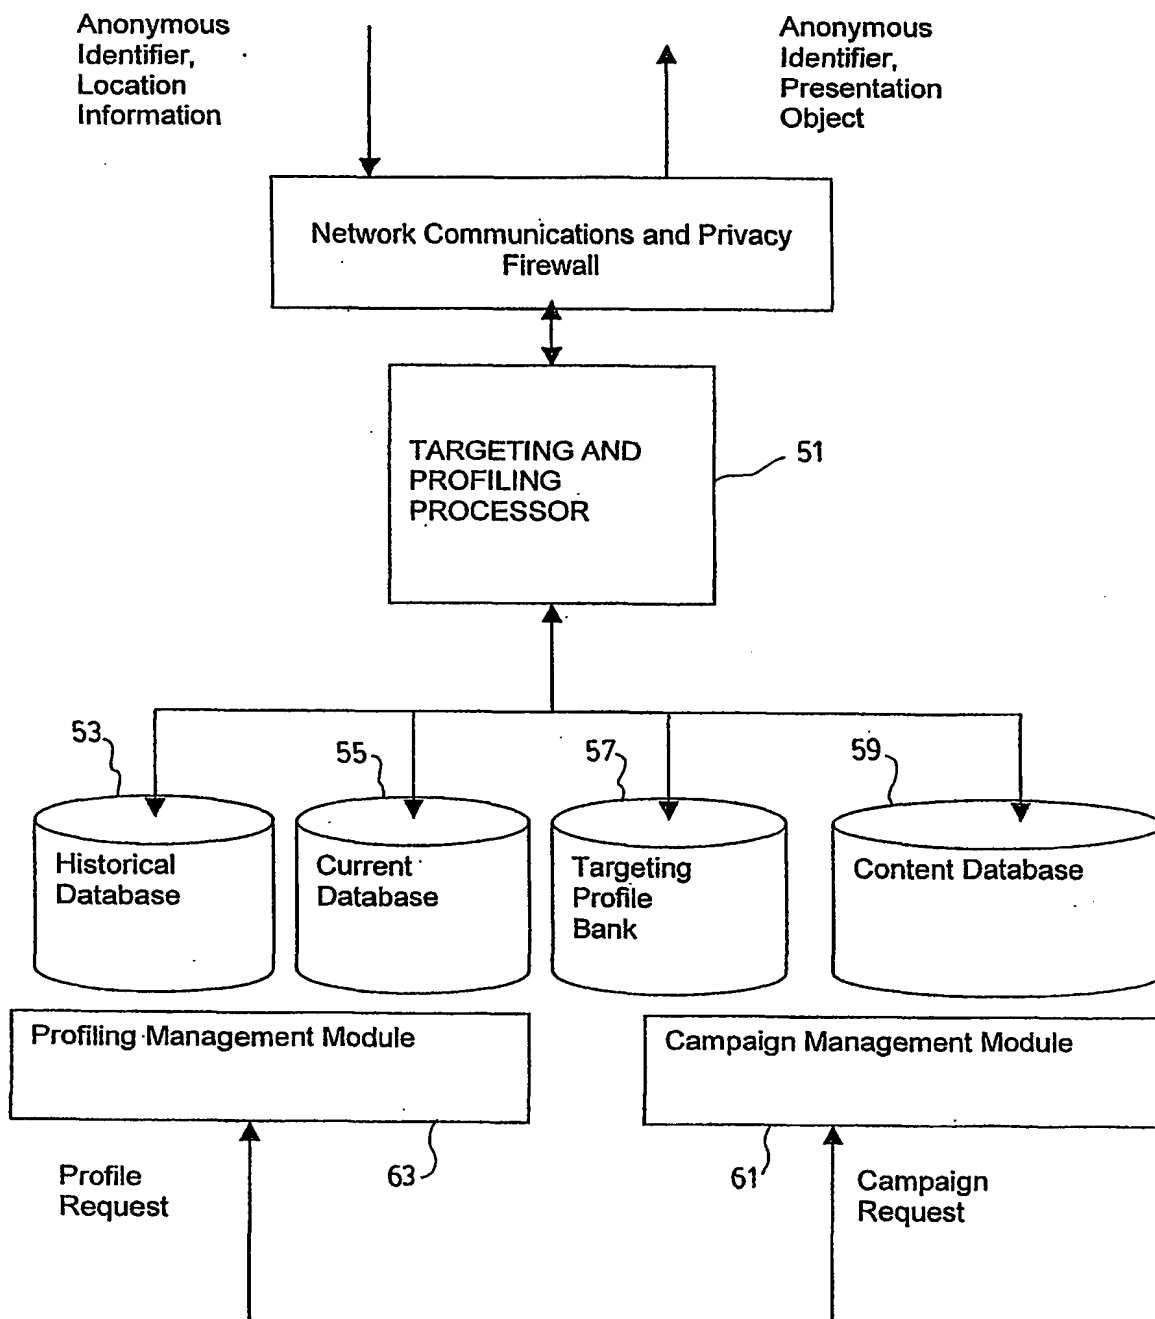 Anonymous
Identifier,
Location
Information
Anonymous
Identifier,
Presentation
Object
Network Communications and Privacy
Firewall
TARGETING AND
PROFILING
PROCESSOR
51
53
55
57
59
Historical
Database
Current
Database
Targeting
Profile
Bank
Content Database
Profiling Management Module
Campaign Management Module
63
61
Profile
Request
Campaign
Request